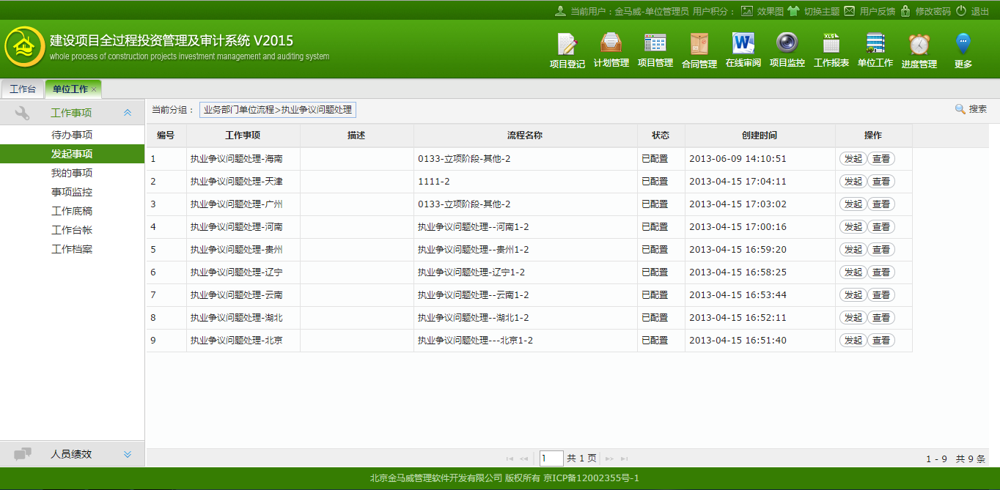 当前用户：金马威-单位管理员 用户积分： 效果图 切换主题 用户反馈 修改密码 退出
建设项目全过程投资管理及审计系统 V2015
whole process of construction projects investment management and auditing system
项目登记 计划管理 项目管理 合同管理 在线审阅 项目监控 工作报表 单位工作 进度管理 更多
工作台 单位工作 ×
工作事项
待办事项
发起事项
我的事项
事项监控
工作底稿
工作台帐
工作档案
人员绩效
当前分组： 业务部门单位流程>执业争议问题处理 搜索
编号 工作事项 描述 流程名称 状态 创建时间 操作
1 执业争议问题处理-海南 0133-立项阶段-其他-2 已配置 2013-06-09 14:10:51 发起 查看
2 执业争议问题处理-天津 1111-2 已配置 2013-04-15 17:04:11 发起 查看
3 执业争议问题处理-广州 0133-立项阶段-其他-2 已配置 2013-04-15 17:03:02 发起 查看
4 执业争议问题处理-河南 执业争议问题处理--河南1-2 已配置 2013-04-15 17:00:16 发起 查看
5 执业争议问题处理-贵州 执业争议问题处理--贵州1-2 已配置 2013-04-15 16:59:20 发起 查看
6 执业争议问题处理-辽宁 执业争议问题处理-辽宁1-2 已配置 2013-04-15 16:58:25 发起 查看
7 执业争议问题处理-云南 执业争议问题处理--云南1-2 已配置 2013-04-15 16:53:44 发起 查看
8 执业争议问题处理-湖北 执业争议问题处理--湖北1-2 已配置 2013-04-15 16:52:11 发起 查看
9 执业争议问题处理-北京 执业争议问题处理---北京1-2 已配置 2013-04-15 16:51:40 发起 查看
1 共 1 页 1 - 9 共 9 条
北京金马威管理软件开发有限公司 版权所有 京ICP备12002355号-1